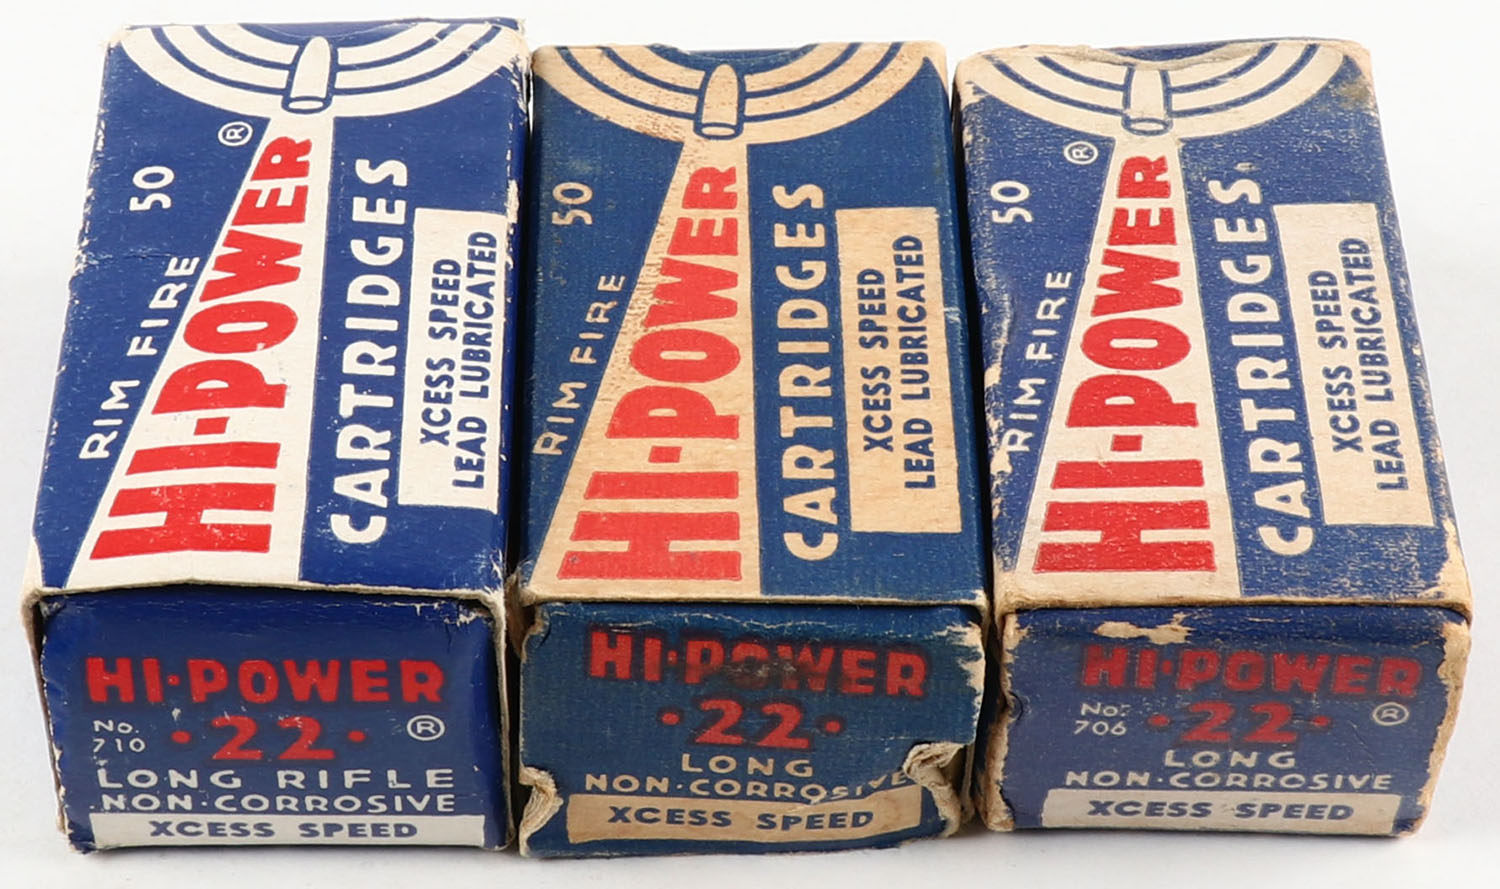 50
®
RIM FIRE
HI-POWER
CARTRIDGES
XCESS SPEED
LEAD LUBRICATED
HI-POWER
No. 710
·22·
®
LONG RIFLE
NON-CORROSIVE
XCESS SPEED
50
RIM FIRE
HI-POWER
CARTRIDGES
XCESS SPEED
LEAD LUBRICATED
HI-POWER
·22·
LONG
NON-CORROSIVE
XCESS SPEED
50
®
RIM FIRE
HI-POWER
CARTRIDGES
XCESS SPEED
LEAD LUBRICATED
HI-POWER
No. 706
·22·
®
LONG
NON-CORROSIVE
XCESS SPEED